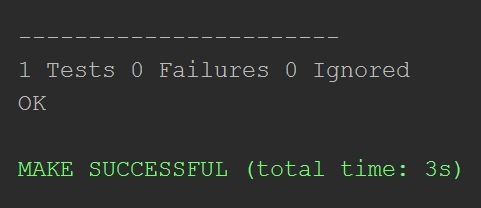 -----------------------
1 Tests 0 Failures 0 Ignored
OK
MAKE SUCCESSFUL (total time: 3s)